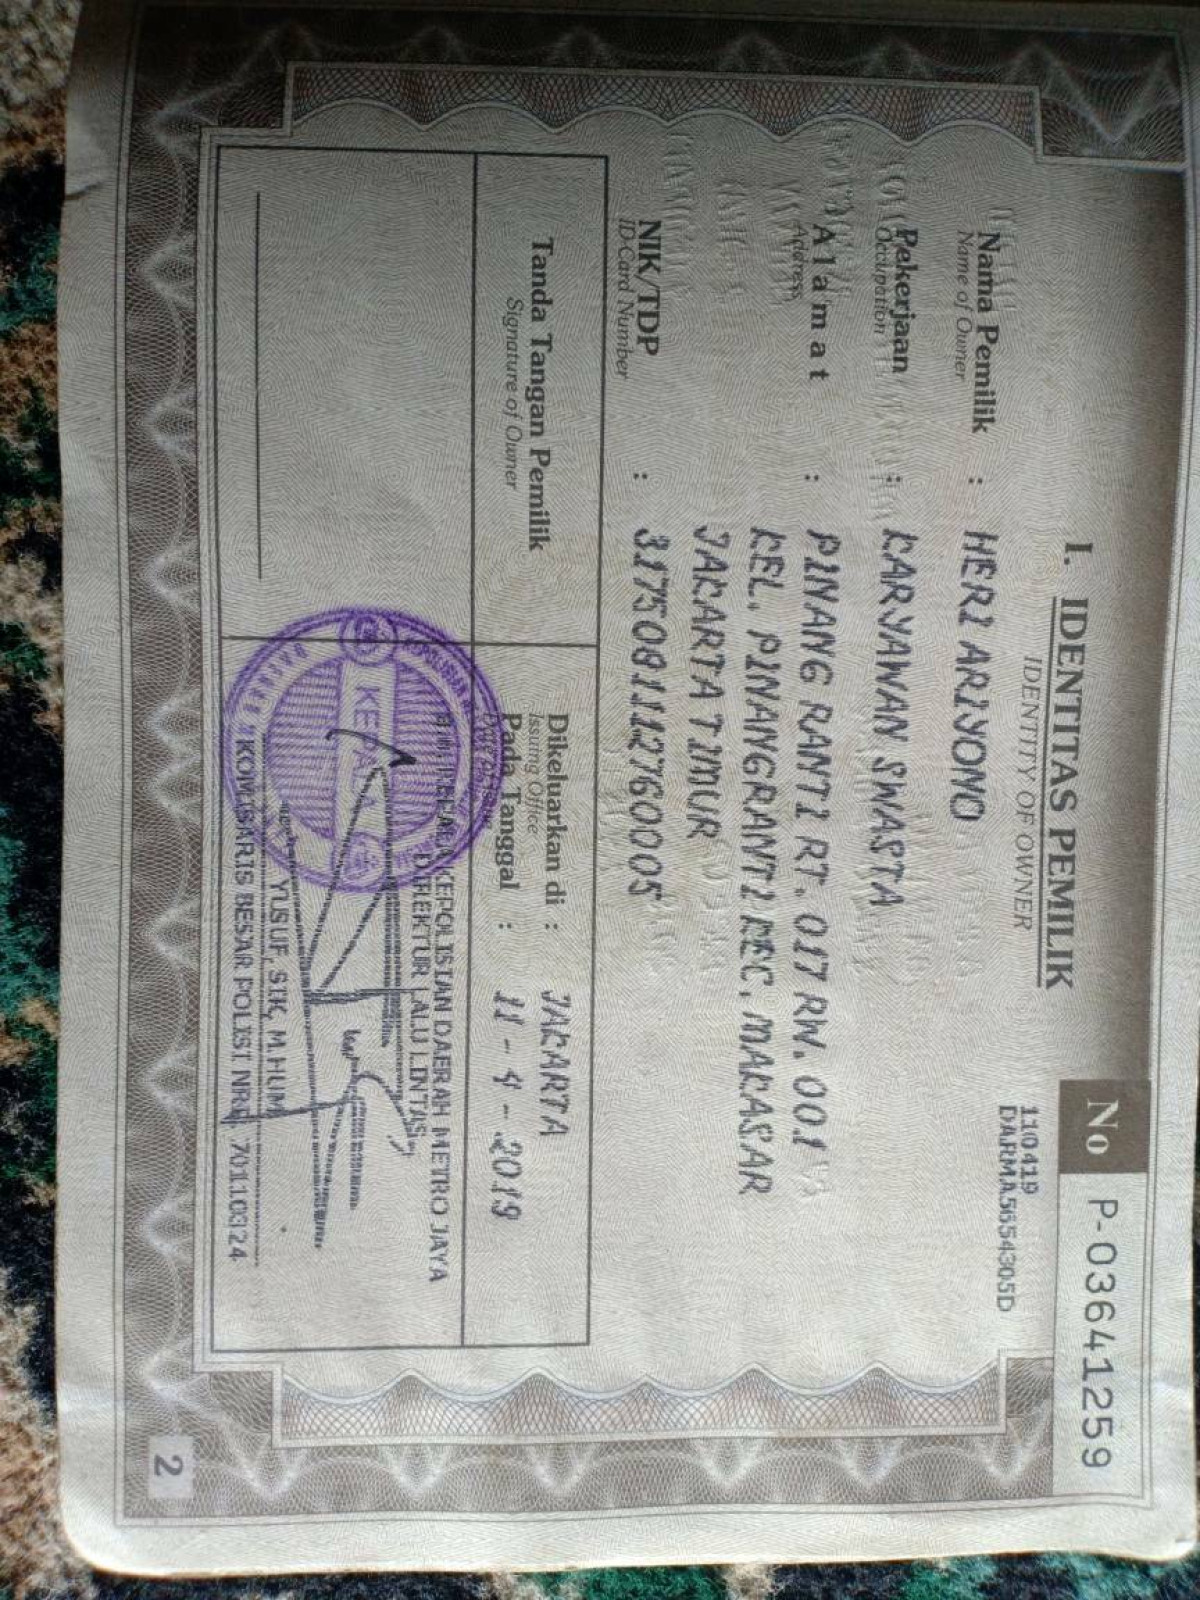 No P-03641259
110419
DARMA5654305D
I. IDENTITAS PEMILIK
IDENTITY OF OWNER
Nama Pemilik : HERI ARIYONO
Name of Owner
Pekerjaan : KARYAWAN SWASTA
Occupation
Alamat : PINANG RANTI RT. 017 RW. 001
Address
KEL. PINANGRANTI KEC. MAKASAR
JAKARTA TIMUR
NIK/TDP : 3175081112760005
ID Card Number
Tanda Tangan Pemilik
Signature of Owner
Dikeluarkan di : JAKARTA
Issuing Office
Pada Tanggal : 11 - 4 - 2019
KEPOLISIAN DAERAH METRO JAYA
DIREKTUR LALU LINTAS
KEPALA
YUSUF, SIK, M.HUM
KOMISARIS BESAR POLISI NRP. 70110324
2